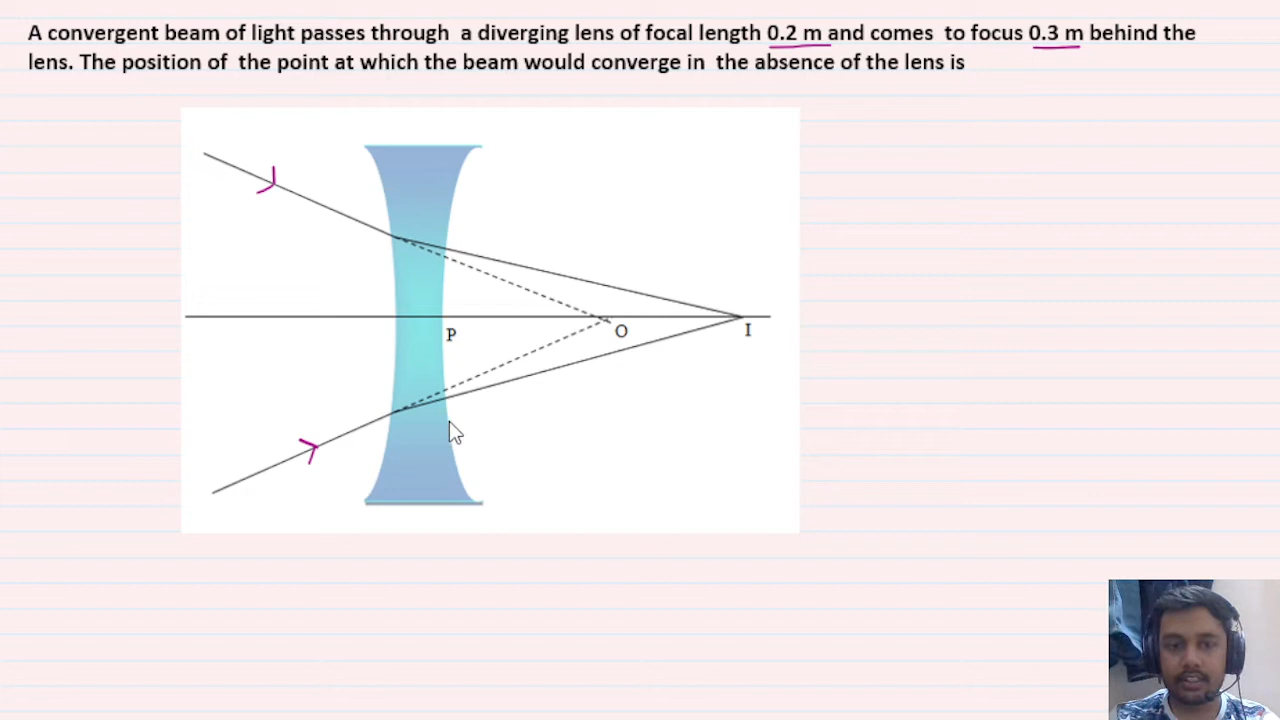 A convergent beam of light passes through a diverging lens of focal length 0.2 m and comes to focus 0.3 m behind the
lens. The position of the point at which the beam would converge in the absence of the lens is
P
O
I